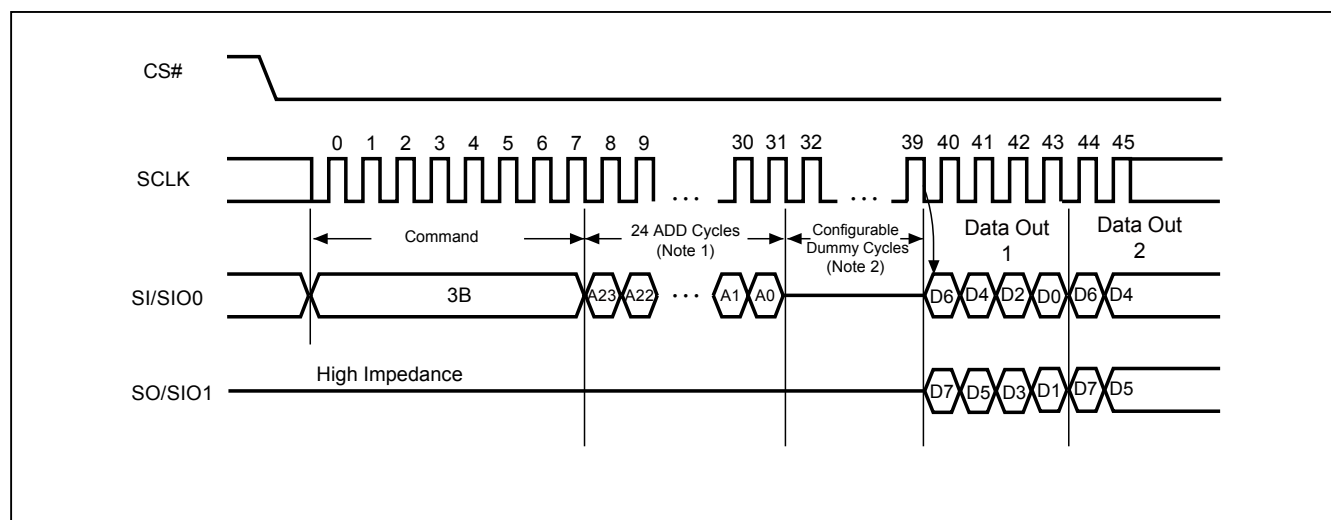 CS#
0 1 2 3 4 5 6 7 8 9 30 31 32 39 40 41 42 43 44 45
SCLK
... ...
Command
24 ADD Cycles
(Note 1)
Configurable
Dummy Cycles
(Note 2)
Data Out
1
Data Out
2
SI/SIO0
3B A23 A22 ... A1 A0 D6 D4 D2 D0 D6 D4
High Impedance
SO/SIO1
D7 D5 D3 D1 D7 D5